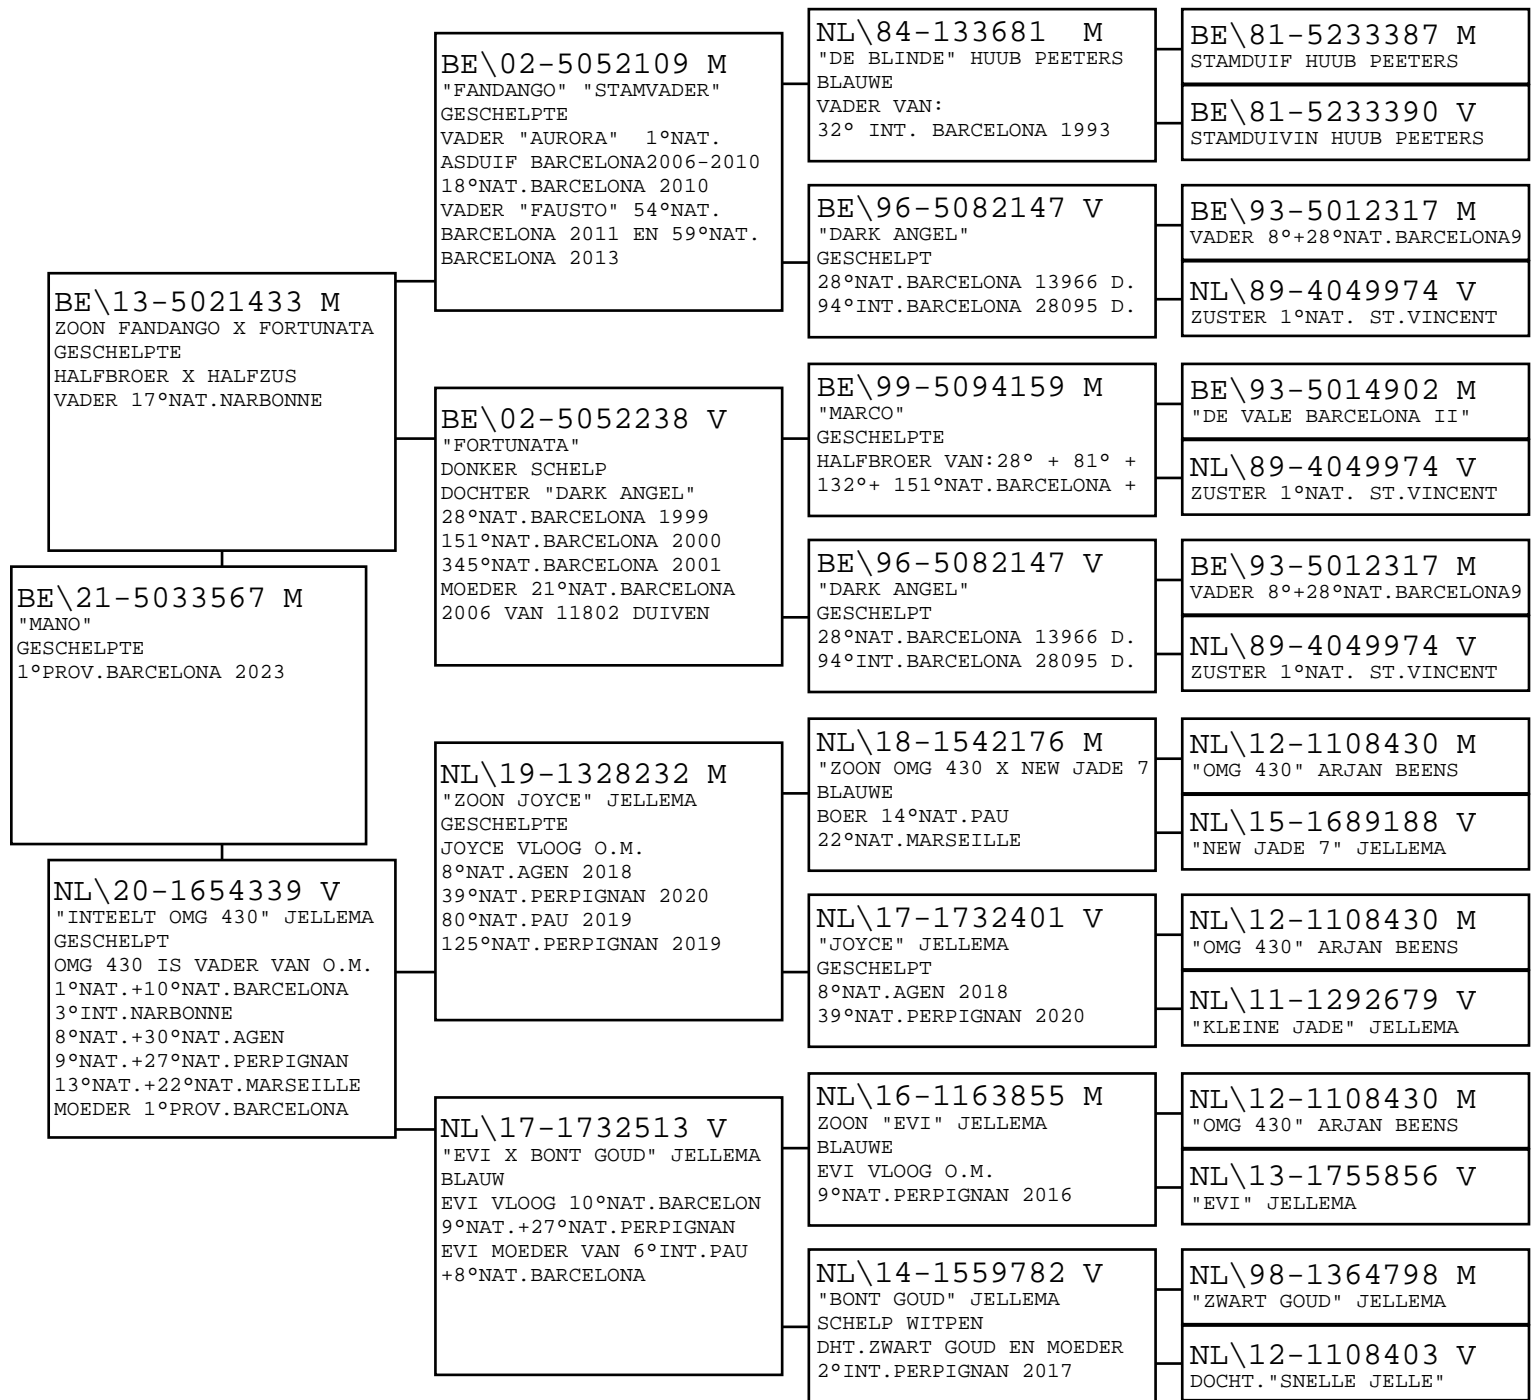 BE\21-5033567 M
"MANO"
GESCHELPTE
1°PROV.BARCELONA 2023
BE\13-5021433 M
ZOON FANDANGO X FORTUNATA
GESCHELPTE
HALFBROER X HALFZUS
VADER 17°NAT.NARBONNE
NL\20-1654339 V
"INTEELT OMG 430" JELLEMA
GESCHELPT
OMG 430 IS VADER VAN O.M.
1°NAT.+10°NAT.BARCELONA
3°INT.NARBONNE
8°NAT.+30°NAT.AGEN
9°NAT.+27°NAT.PERPIGNAN
13°NAT.+22°NAT.MARSEILLE
MOEDER 1°PROV.BARCELONA
BE\02-5052109 M
"FANDANGO" "STAMVADER"
GESCHELPTE
VADER "AURORA" 1°NAT.
ASDUIF BARCELONA2006-2010
18°NAT.BARCELONA 2010
VADER "FAUSTO" 54°NAT.
BARCELONA 2011 EN 59°NAT.
BARCELONA 2013
BE\02-5052238 V
"FORTUNATA"
DONKER SCHELP
DOCHTER "DARK ANGEL"
28°NAT.BARCELONA 1999
151°NAT.BARCELONA 2000
345°NAT.BARCELONA 2001
MOEDER 21°NAT.BARCELONA
2006 VAN 11802 DUIVEN
NL\19-1328232 M
"ZOON JOYCE" JELLEMA
GESCHELPTE
JOYCE VLOOG O.M.
8°NAT.AGEN 2018
39°NAT.PERPIGNAN 2020
80°NAT.PAU 2019
125°NAT.PERPIGNAN 2019
NL\17-1732513 V
"EVI X BONT GOUD" JELLEMA
BLAUW
EVI VLOOG 10°NAT.BARCELON
9°NAT.+27°NAT.PERPIGNAN
EVI MOEDER VAN 6°INT.PAU
+8°NAT.BARCELONA
NL\84-133681 M
"DE BLINDE" HUUB PEETERS
BLAUWE
VADER VAN:
32° INT. BARCELONA 1993
BE\96-5082147 V
"DARK ANGEL"
GESCHELPT
28°NAT.BARCELONA 13966 D.
94°INT.BARCELONA 28095 D.
BE\99-5094159 M
"MARCO"
GESCHELPTE
HALFBROER VAN:28° + 81° +
132°+ 151°NAT.BARCELONA +
BE\96-5082147 V
"DARK ANGEL"
GESCHELPT
28°NAT.BARCELONA 13966 D.
94°INT.BARCELONA 28095 D.
NL\18-1542176 M
"ZOON OMG 430 X NEW JADE 7
BLAUWE
BOER 14°NAT.PAU
22°NAT.MARSEILLE
NL\17-1732401 V
"JOYCE" JELLEMA
GESCHELPT
8°NAT.AGEN 2018
39°NAT.PERPIGNAN 2020
NL\16-1163855 M
ZOON "EVI" JELLEMA
BLAUWE
EVI VLOOG O.M.
9°NAT.PERPIGNAN 2016
NL\14-1559782 V
"BONT GOUD" JELLEMA
SCHELP WITPEN
DHT.ZWART GOUD EN MOEDER
2°INT.PERPIGNAN 2017
BE\81-5233387 M
STAMDUIF HUUB PEETERS
BE\81-5233390 V
STAMDUIVIN HUUB PEETERS
BE\93-5012317 M
VADER 8°+28°NAT.BARCELONA9
NL\89-4049974 V
ZUSTER 1°NAT. ST.VINCENT
BE\93-5014902 M
"DE VALE BARCELONA II"
NL\89-4049974 V
ZUSTER 1°NAT. ST.VINCENT
BE\93-5012317 M
VADER 8°+28°NAT.BARCELONA9
NL\89-4049974 V
ZUSTER 1°NAT. ST.VINCENT
NL\12-1108430 M
"OMG 430" ARJAN BEENS
NL\15-1689188 V
"NEW JADE 7" JELLEMA
NL\12-1108430 M
"OMG 430" ARJAN BEENS
NL\11-1292679 V
"KLEINE JADE" JELLEMA
NL\12-1108430 M
"OMG 430" ARJAN BEENS
NL\13-1755856 V
"EVI" JELLEMA
NL\98-1364798 M
"ZWART GOUD" JELLEMA
NL\12-1108403 V
DOCHT."SNELLE JELLE"